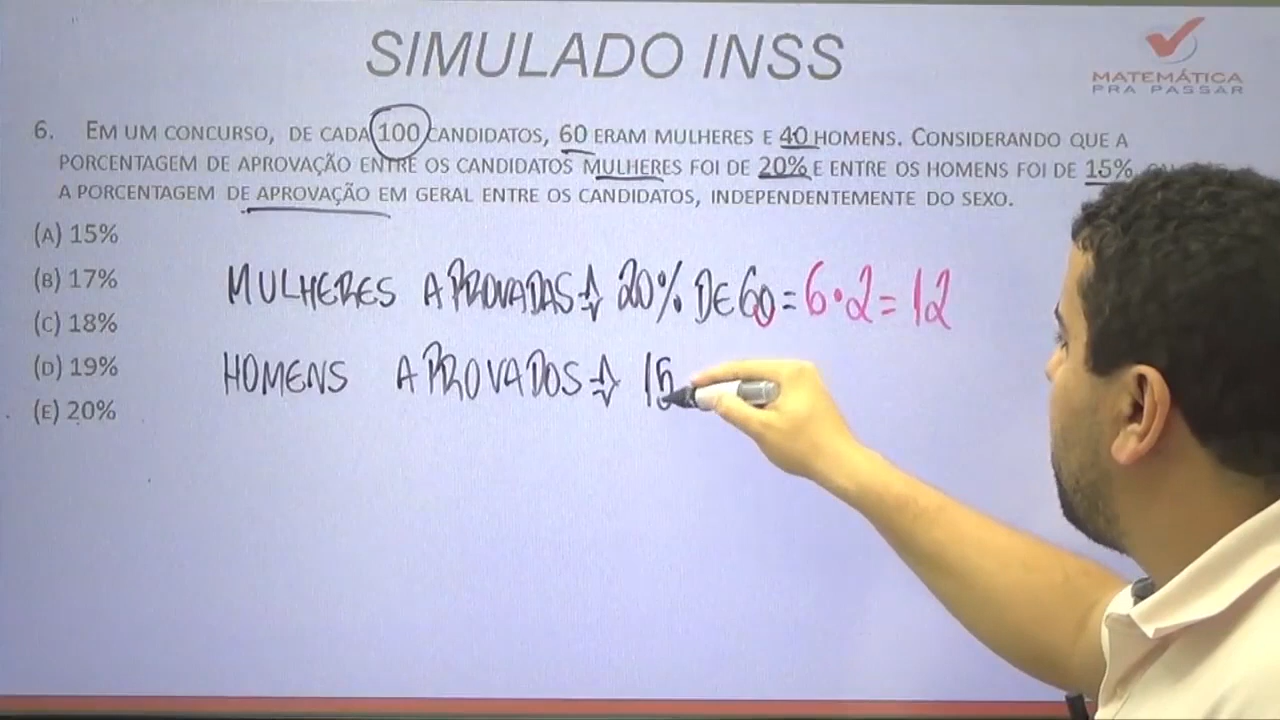 SIMULADO INSS
MATEMÁTICA
PRA PASSAR
6. EM UM CONCURSO, DE CADA 100 CANDIDATOS, 60 ERAM MULHERES E 40 HOMENS. CONSIDERANDO QUE A
PORCENTAGEM DE APROVAÇÃO ENTRE OS CANDIDATOS MULHERES FOI DE 20% E ENTRE OS HOMENS FOI DE 15%,
A PORCENTAGEM DE APROVAÇÃO EM GERAL ENTRE OS CANDIDATOS, INDEPENDENTEMENTE DO SEXO.
(A) 15%
(B) 17%
(C) 18%
(D) 19%
(E) 20%
MULHERES APROVADAS => 20% DE 60 = 6•2 = 12
HOMENS APROVADOS => 15